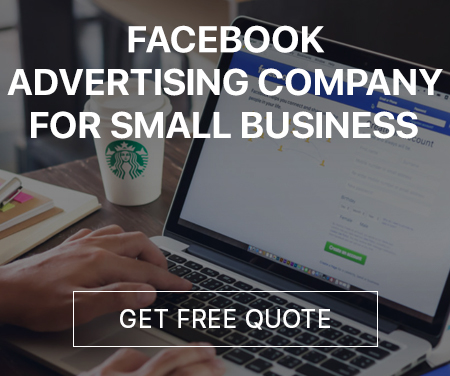 FACEBOOK
ADVERTISING COMPANY
FOR SMALL BUSINESS
GET FREE QUOTE